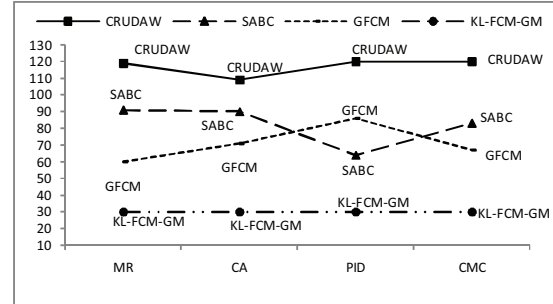 CRUDAW SABC GFCM KL-FCM-GM
130
120
110
100
90
80
70
60
50
40
30
20
10
CRUDAW
CRUDAW
CRUDAW
CRUDAW
SABC
SABC
SABC
SABC
GFCM
GFCM
GFCM
GFCM
KL-FCM-GM
KL-FCM-GM
KL-FCM-GM
KL-FCM-GM
MR CA PID CMC